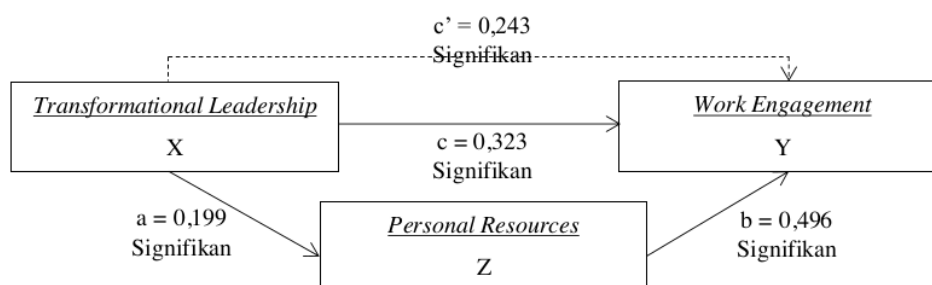 c’ = 0,243
Signifikan
Transformational Leadership
X
Work Engagement
Y
c = 0,323
Signifikan
a = 0,199
Signifikan
Personal Resources
Z
b = 0,496
Signifikan